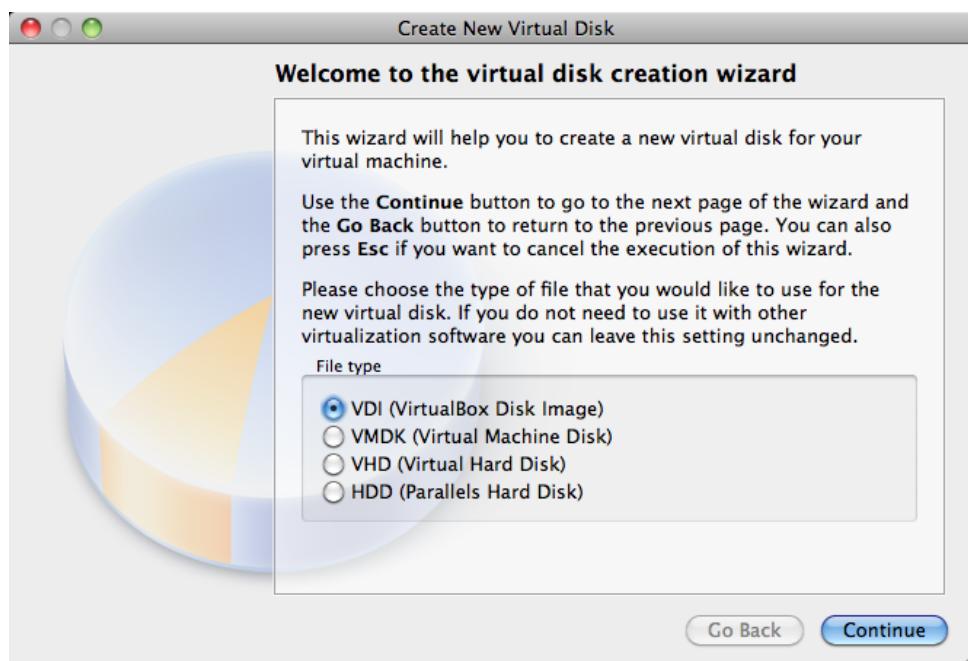 Create New Virtual Disk
Welcome to the virtual disk creation wizard
This wizard will help you to create a new virtual disk for your
virtual machine.
Use the Continue button to go to the next page of the wizard and
the Go Back button to return to the previous page. You can also
press Esc if you want to cancel the execution of this wizard.
Please choose the type of file that you would like to use for the
new virtual disk. If you do not need to use it with other
virtualization software you can leave this setting unchanged.
File type
VDI (VirtualBox Disk Image)
VMDK (Virtual Machine Disk)
VHD (Virtual Hard Disk)
HDD (Parallels Hard Disk)
Go Back
Continue